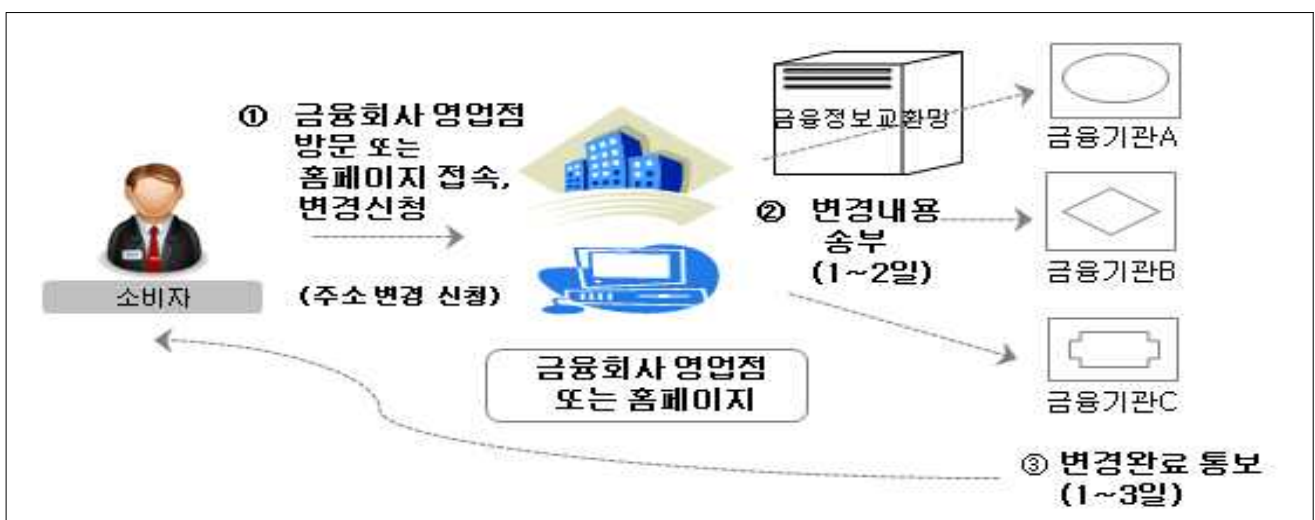 ① 금융회사 영업점
방문 또는
홈페이지 접속,
변경신청
(주소 변경 신청)
소비자
금융회사 영업점
또는 홈페이지
금융정보교환망
② 변경내용
송부
(1~2일)
금융기관A
금융기관B
금융기관C
③ 변경완료 통보
(1~3일)